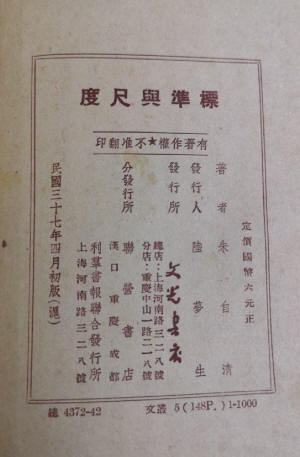 標準與尺度
有著作權★不准翻印
定價國幣六元正
著者 朱自清
發行人 陸夢生
發行所 文光書店
總店：上海河南路三二八號
分店：重慶中山一路二一八號
分發行所 聯營書店
漢口 重慶 成都
利羣書報聯合發行所
上海河南路三二八號
民國三十七年四月初版(滬)
總 4372-42
文叢 5(148P.)1-1000